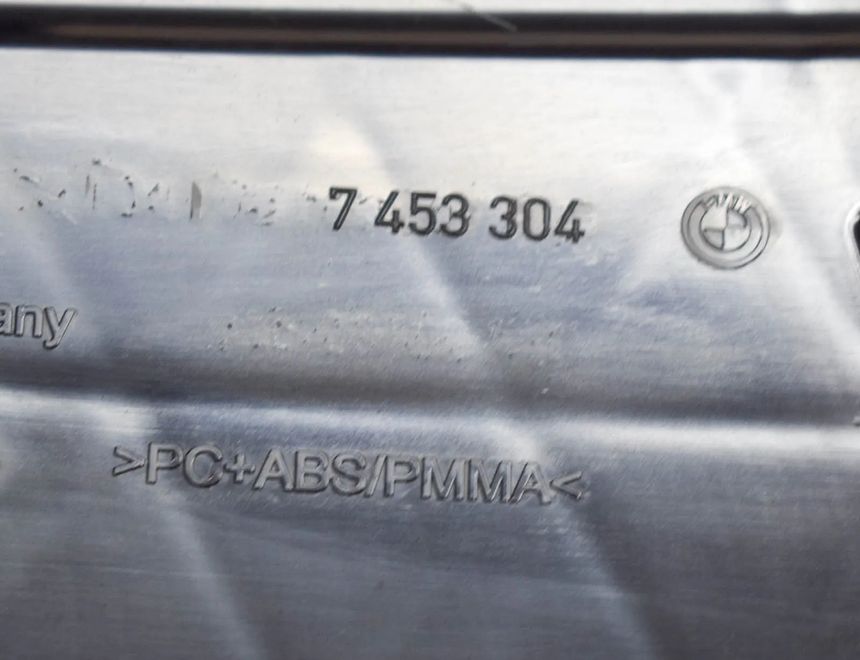 7 453 304
any
>PC+ABS/PMMA<